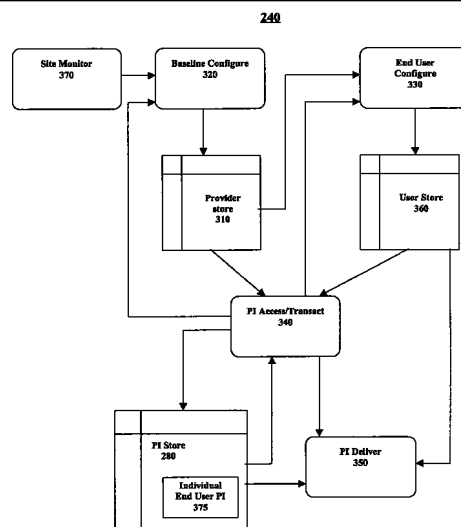 240
Site Monitor
370
Baseline Configure
320
End User
Configure
330
Provider
store
310
User Store
360
PI Access/Transact
340
PI Store
280
Individual
End User PI
375
PI Deliver
350